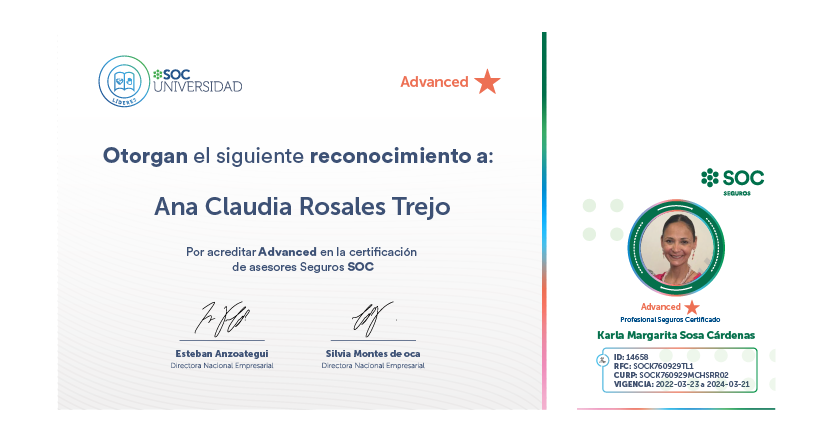 SOC
UNIVERSIDAD
LÍDERES
Advanced
Otorgan el siguiente reconocimiento a:
Ana Claudia Rosales Trejo
Por acreditar Advanced en la certificación
de asesores Seguros SOC
Esteban Anzoategui
Directora Nacional Empresarial
Silvia Montes de oca
Directora Nacional Empresarial
SOC
SEGUROS
Advanced
Profesional Seguros Certificado
Karla Margarita Sosa Cárdenas
ID: 14658
RFC: SOCK760929TL1
CURP: SOCK760929MCHSRR02
VIGENCIA: 2022-03-23 a 2024-03-21